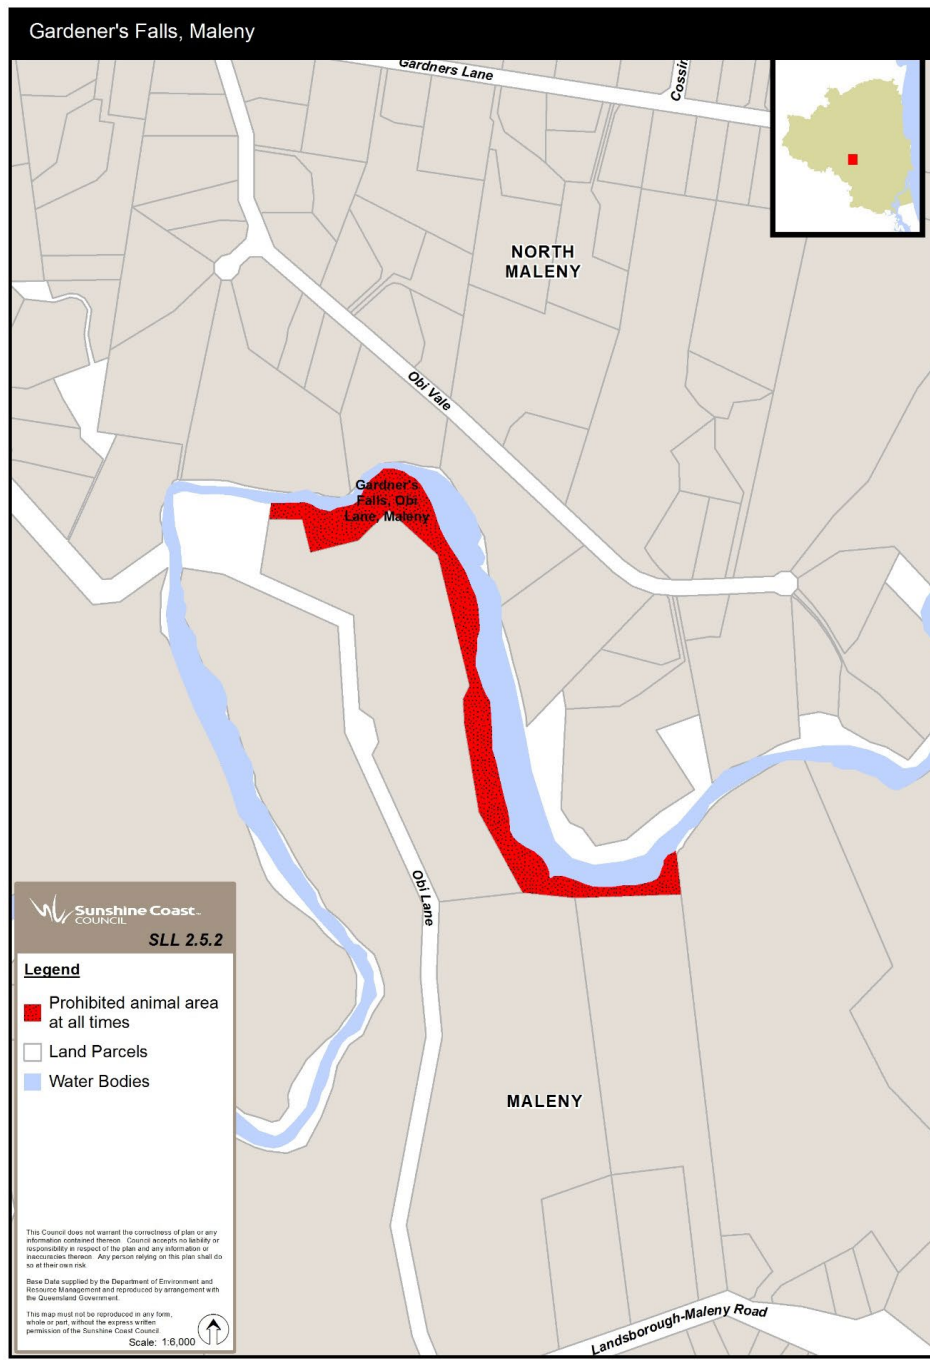 Gardener's Falls, Maleny
Gardners Lane
Cossin
NORTH
MALENY
Obi Vale
Gardner's
Falls, Obi
Lane, Maleny
Obi Lane
Sunshine Coast
COUNCIL
SLL 2.5.2
Legend
Prohibited animal area
at all times
Land Parcels
Water Bodies
MALENY
This Council does not warrant the correctness of plan or any
information contained thereon. Council accepts no liability or
responsibility in respect of the plan and any information or
inaccuracies thereon. Any person relying on this plan shall do
so at their own risk.
Base Data supplied by the Department of Environment and
Resource Management and reproduced by arrangement with
the Queensland Government.
This map must not be reproduced in any form,
whole or part, without the express written
permission of the Sunshine Coast Council.
Scale: 1:6,000
Landsborough-Maleny Road